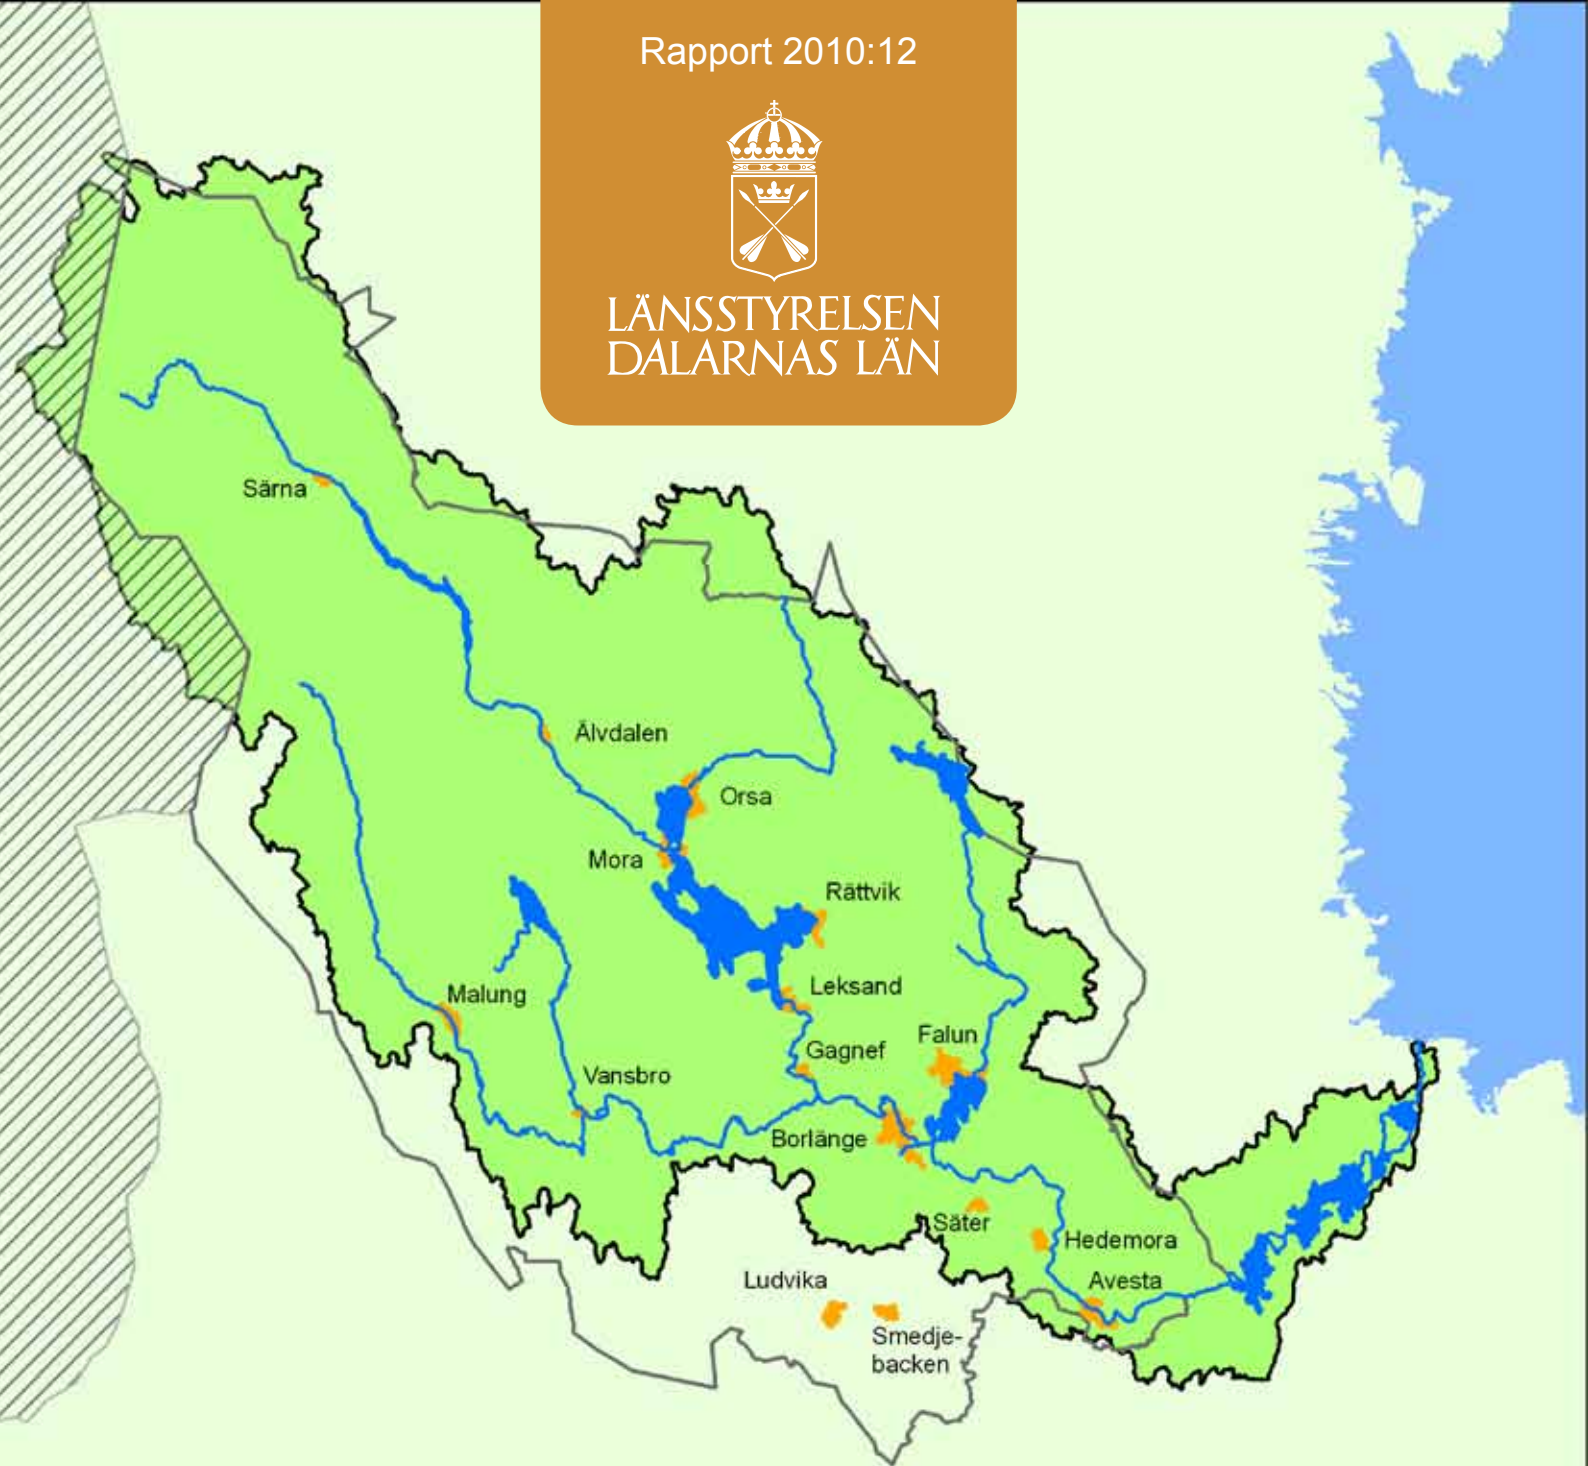 Rapport 2010:12
LÄNSSTYRELSEN
DALARNAS LÄN
Särna
Älvdalen
Orsa
Mora
Rättvik
Leksand
Malung
Falun
Gagnef
Vansbro
Borlänge
Säter
Hedemora
Avesta
Ludvika
Smedje-
backen